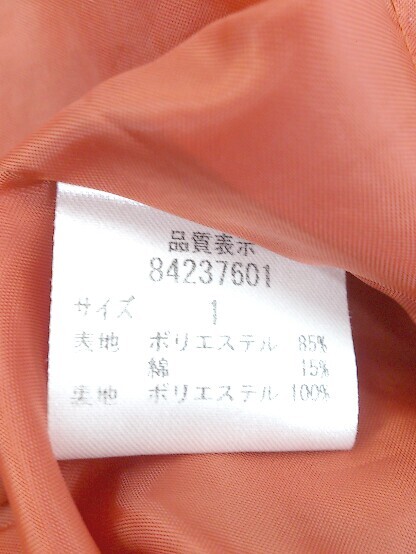 品質表示
84237601
サイズ 1
表地 ポリエステル 85%
綿 15%
裏地 ポリエステル 100%